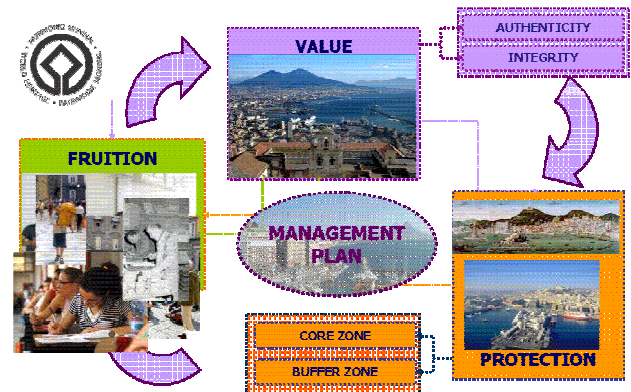 VALUE
AUTHENTICITY
INTEGRITY
FRUITION
MANAGEMENT
PLAN
CORE ZONE
BUFFER ZONE
PROTECTION